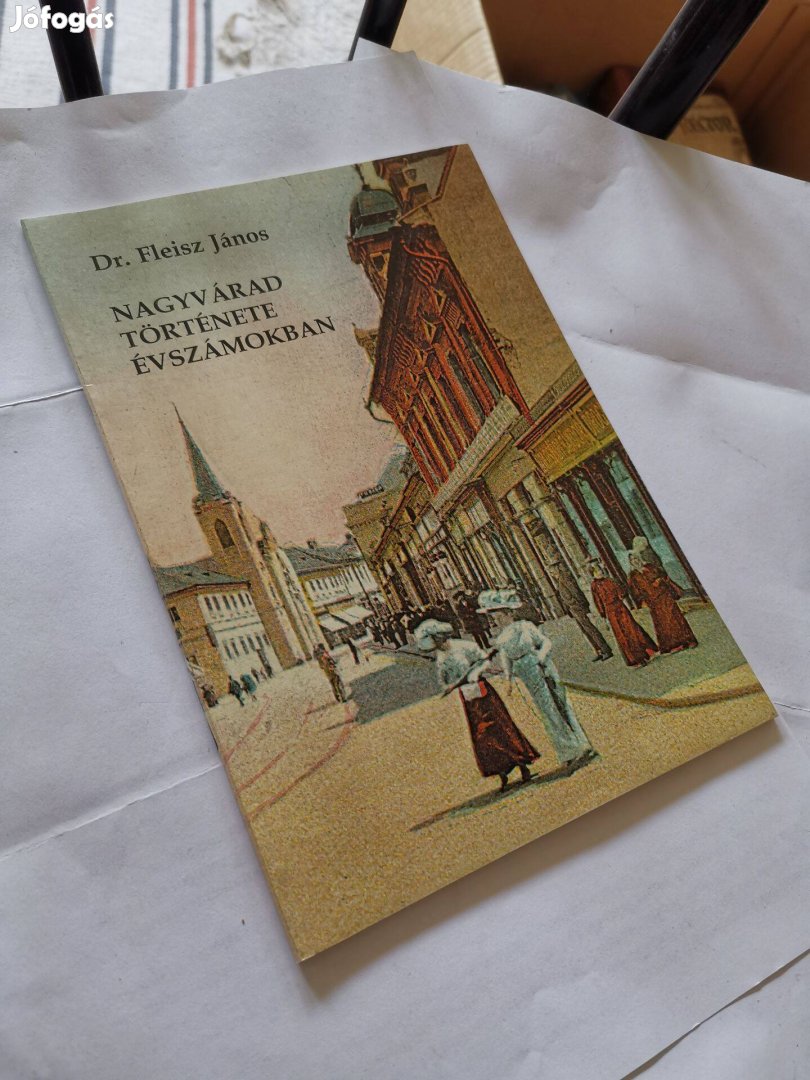 Jófogás
Dr. Fleisz János
NAGYVÁRAD
TÖRTÉNETE
ÉVSZÁMOKBAN